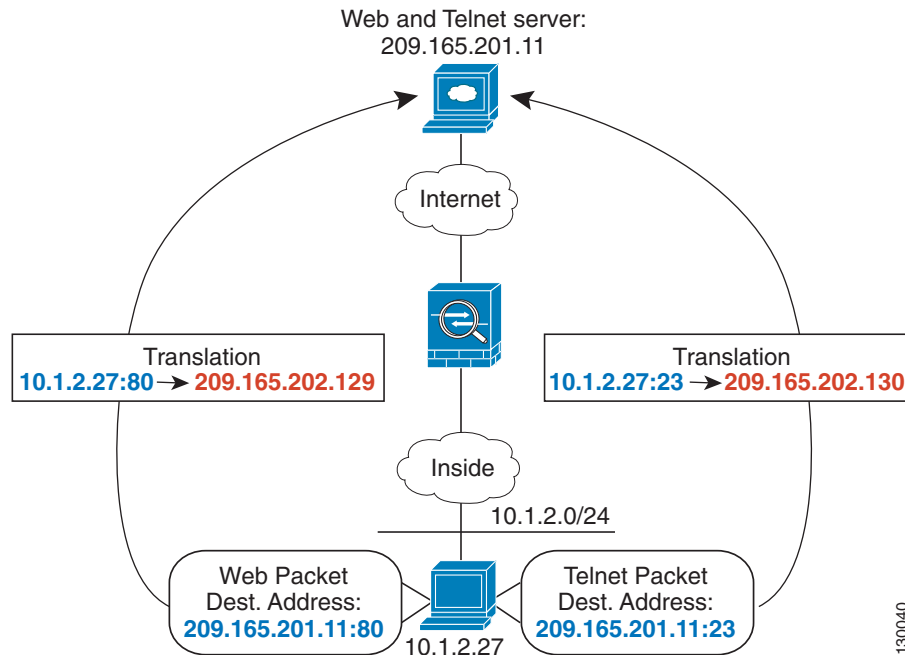 Web and Telnet server:
209.165.201.11
Internet
Translation
10.1.2.27:80 → 209.165.202.129
Translation
10.1.2.27:23 → 209.165.202.130
Inside
10.1.2.0/24
Web Packet
Dest. Address:
209.165.201.11:80
Telnet Packet
Dest. Address:
209.165.201.11:23
10.1.2.27
130040